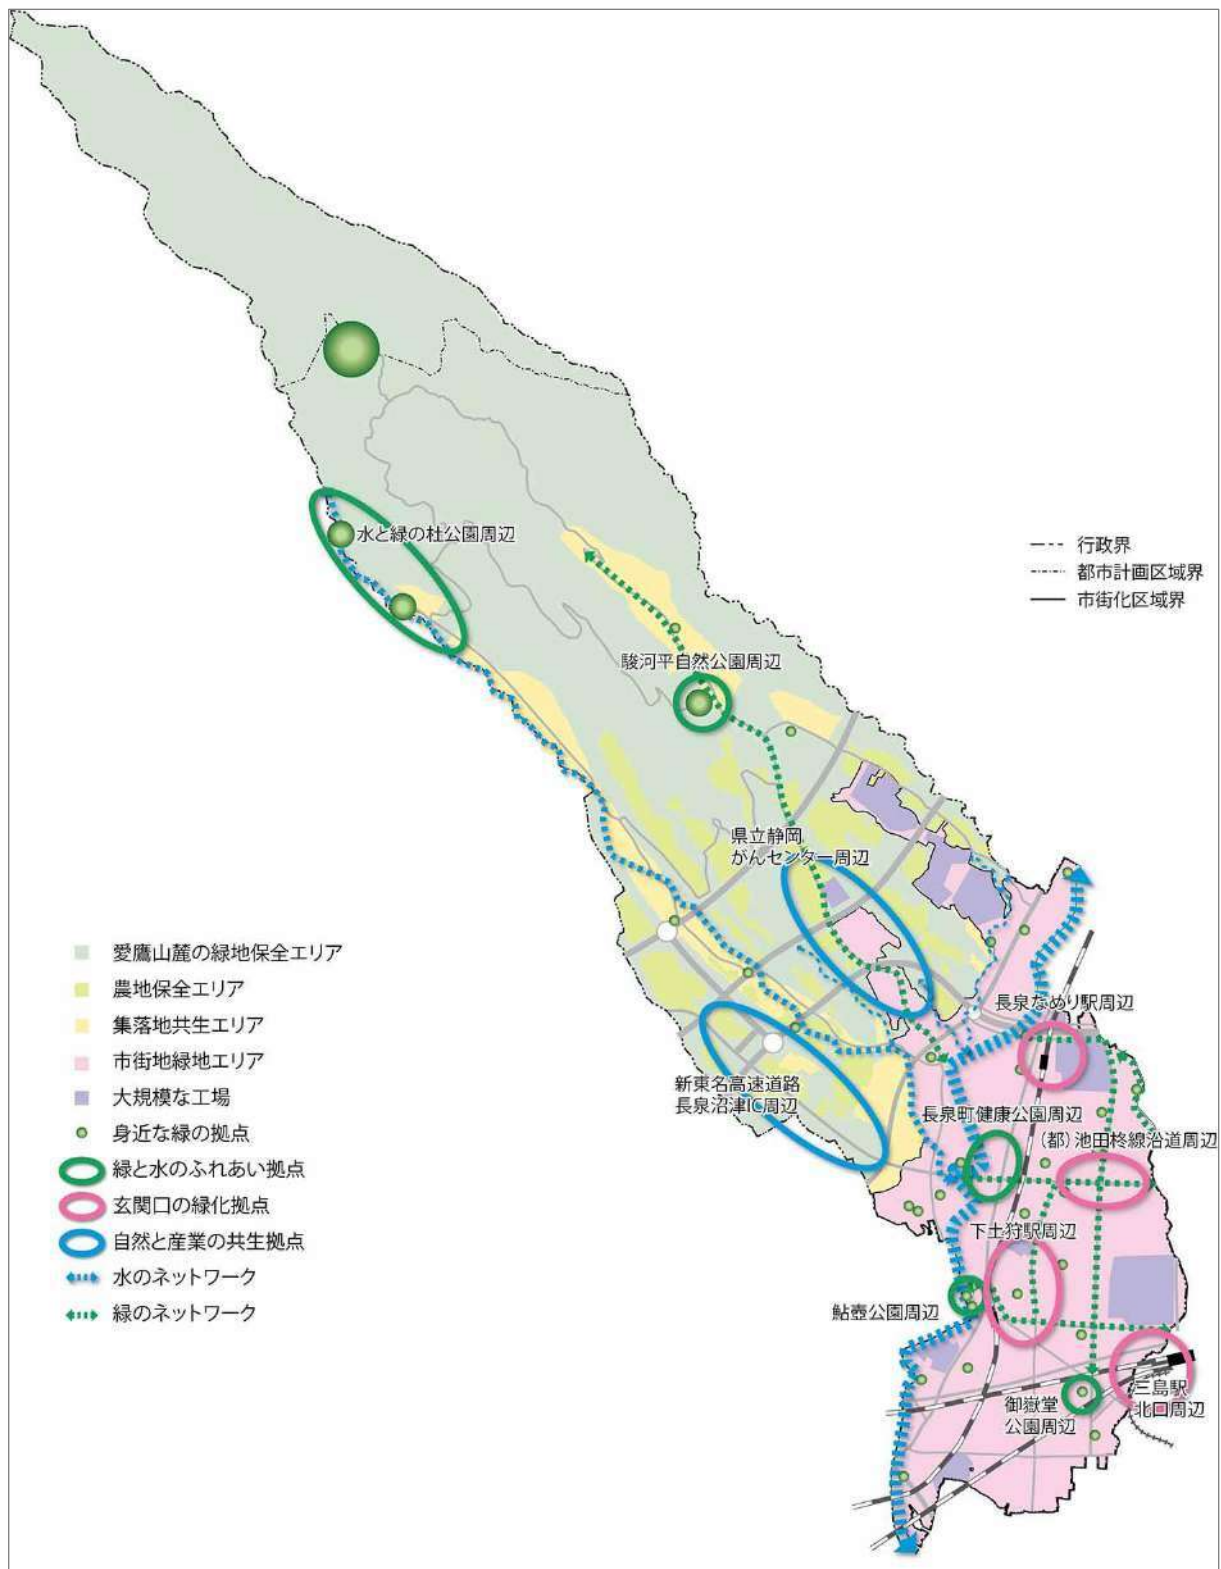 水と緑の杜公園周辺
行政界
都市計画区域界
市街化区域界
駿河平自然公園周辺
県立静岡
がんセンター周辺
愛鷹山麓の緑地保全エリア
農地保全エリア
集落地共生エリア
市街地緑地エリア
大規模な工場
身近な緑の拠点
緑と水のふれあい拠点
玄関口の緑化拠点
自然と産業の共生拠点
水のネットワーク
緑のネットワーク
長泉なめり駅周辺
新東名高速道路
長泉沼津IC周辺
長泉町健康公園周辺
(都)池田柊線沿道周辺
下土狩駅周辺
鮎壺公園周辺
御嶽堂
公園周辺
三島駅
北口周辺